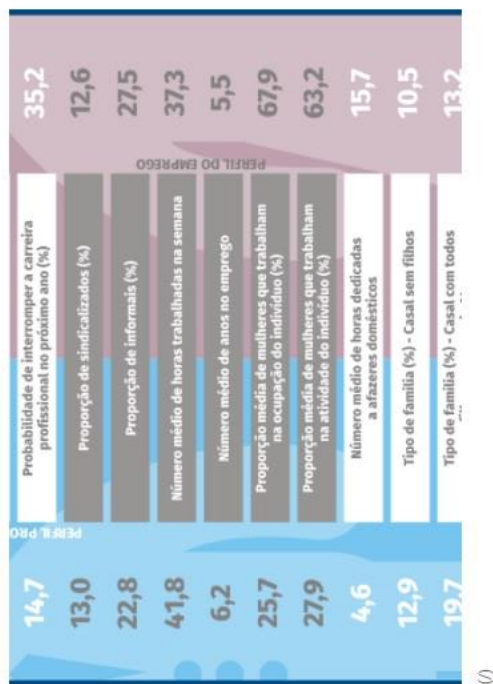 35,2
12,6
27,5
37,3
5,5
67,9
63,2
15,7
10,5
13,2
PERFIL DO EMPREGO
Probabilidade de interromper a carreira
profissional no próximo ano (%)
Proporção de sindicalizados (%)
Proporção de informais (%)
Número médio de horas trabalhadas na semana
Número médio de anos no emprego
Proporção média de mulheres que trabalham
na ocupação do indivíduo (%)
Proporção média de mulheres que trabalham
na atividade do indivíduo (%)
Número médio de horas dedicadas
a afazeres domésticos
Tipo de família (%) - Casal sem filhos
Tipo de família (%) - Casal com todos
PERFIL PRO
14,7
13,0
22,8
41,8
6,2
25,7
27,9
4,6
12,9
19,7
S